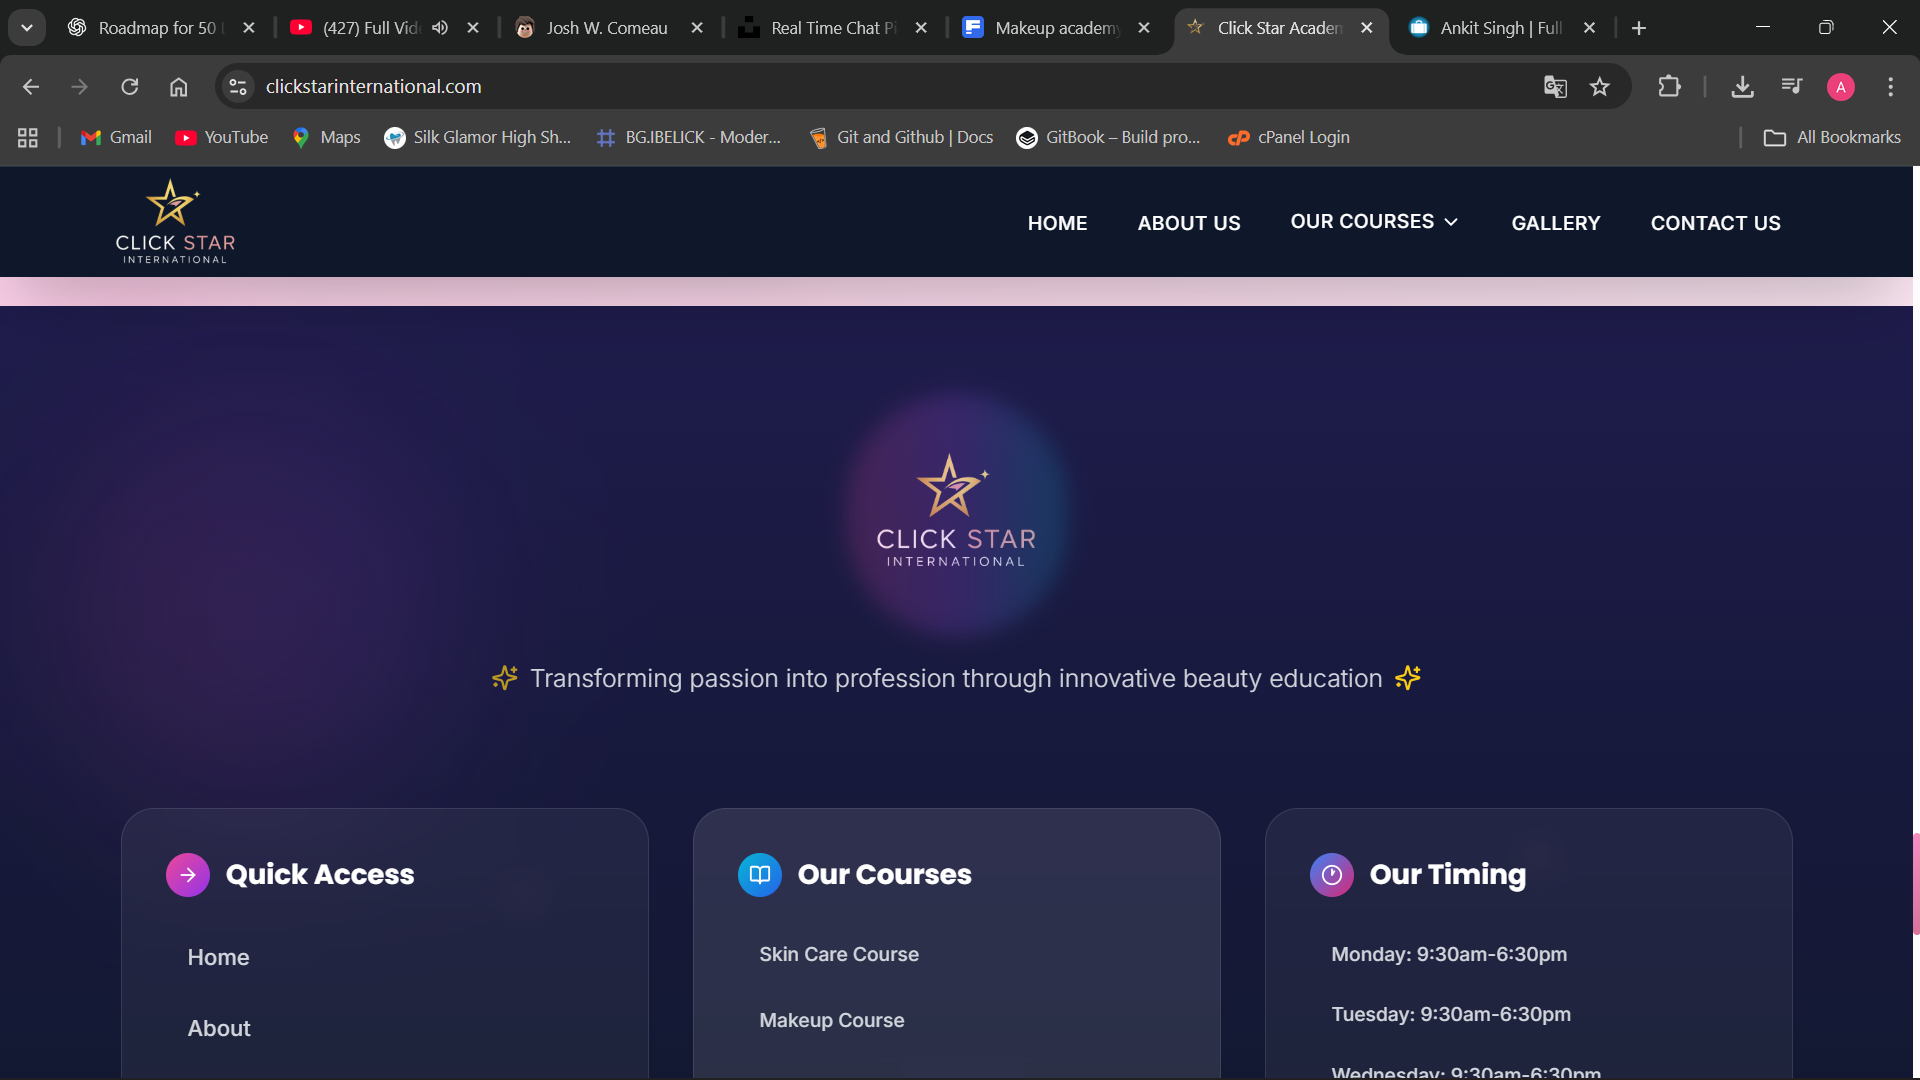 Roadmap for 50
(427) Full Vid
Josh W. Comeau
Real Time Chat Pi
Makeup academy
Click Star Academ
Ankit Singh | Full
clickstarinternational.com
A
Gmail
YouTube
Maps
Silk Glamor High Sh...
BG.IBELICK - Moder...
Git and Github | Docs
GitBook – Build pro...
cPanel Login
All Bookmarks
CLICK STAR
INTERNATIONAL
HOME
ABOUT US
OUR COURSES
GALLERY
CONTACT US
CLICK STAR
INTERNATIONAL
Transforming passion into profession through innovative beauty education
Quick Access
Home
About
Our Courses
Skin Care Course
Makeup Course
Our Timing
Monday: 9:30am-6:30pm
Tuesday: 9:30am-6:30pm
Wednesday: 9:30am-6:30pm